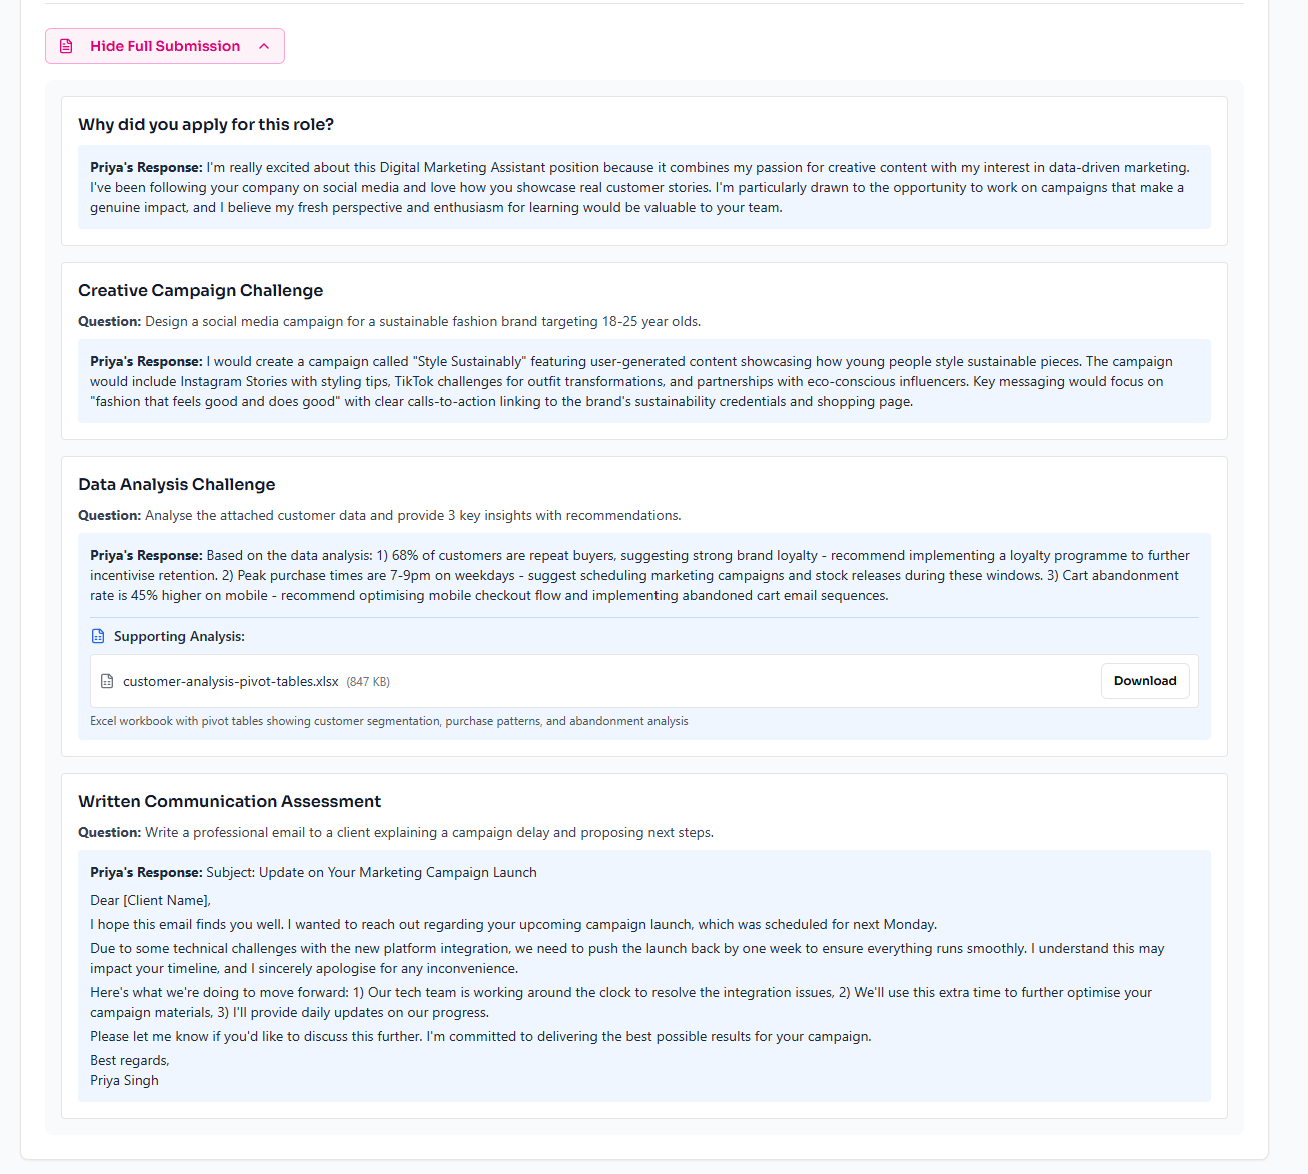 Hide Full Submission
Why did you apply for this role?
Priya's Response: I'm really excited about this Digital Marketing Assistant position because it combines my passion for creative content with my interest in data-driven marketing.
I've been following your company on social media and love how you showcase real customer stories. I'm particularly drawn to the opportunity to work on campaigns that make a
genuine impact, and I believe my fresh perspective and enthusiasm for learning would be valuable to your team.
Creative Campaign Challenge
Question: Design a social media campaign for a sustainable fashion brand targeting 18-25 year olds.
Priya's Response: I would create a campaign called "Style Sustainably" featuring user-generated content showcasing how young people style sustainable pieces. The campaign
would include Instagram Stories with styling tips, TikTok challenges for outfit transformations, and partnerships with eco-conscious influencers. Key messaging would focus on
"fashion that feels good and does good" with clear calls-to-action linking to the brand's sustainability credentials and shopping page.
Data Analysis Challenge
Question: Analyse the attached customer data and provide 3 key insights with recommendations.
Priya's Response: Based on the data analysis: 1) 68% of customers are repeat buyers, suggesting strong brand loyalty - recommend implementing a loyalty programme to further
incentivise retention. 2) Peak purchase times are 7-9pm on weekdays - suggest scheduling marketing campaigns and stock releases during these windows. 3) Cart abandonment
rate is 45% higher on mobile - recommend optimising mobile checkout flow and implementing abandoned cart email sequences.
Supporting Analysis:
customer-analysis-pivot-tables.xlsx (847 KB)
Download
Excel workbook with pivot tables showing customer segmentation, purchase patterns, and abandonment analysis
Written Communication Assessment
Question: Write a professional email to a client explaining a campaign delay and proposing next steps.
Priya's Response: Subject: Update on Your Marketing Campaign Launch
Dear [Client Name],
I hope this email finds you well. I wanted to reach out regarding your upcoming campaign launch, which was scheduled for next Monday.
Due to some technical challenges with the new platform integration, we need to push the launch back by one week to ensure everything runs smoothly. I understand this may
impact your timeline, and I sincerely apologise for any inconvenience.
Here's what we're doing to move forward: 1) Our tech team is working around the clock to resolve the integration issues, 2) We'll use this extra time to further optimise your
campaign materials, 3) I'll provide daily updates on our progress.
Please let me know if you'd like to discuss this further. I'm committed to delivering the best possible results for your campaign.
Best regards,
Priya Singh